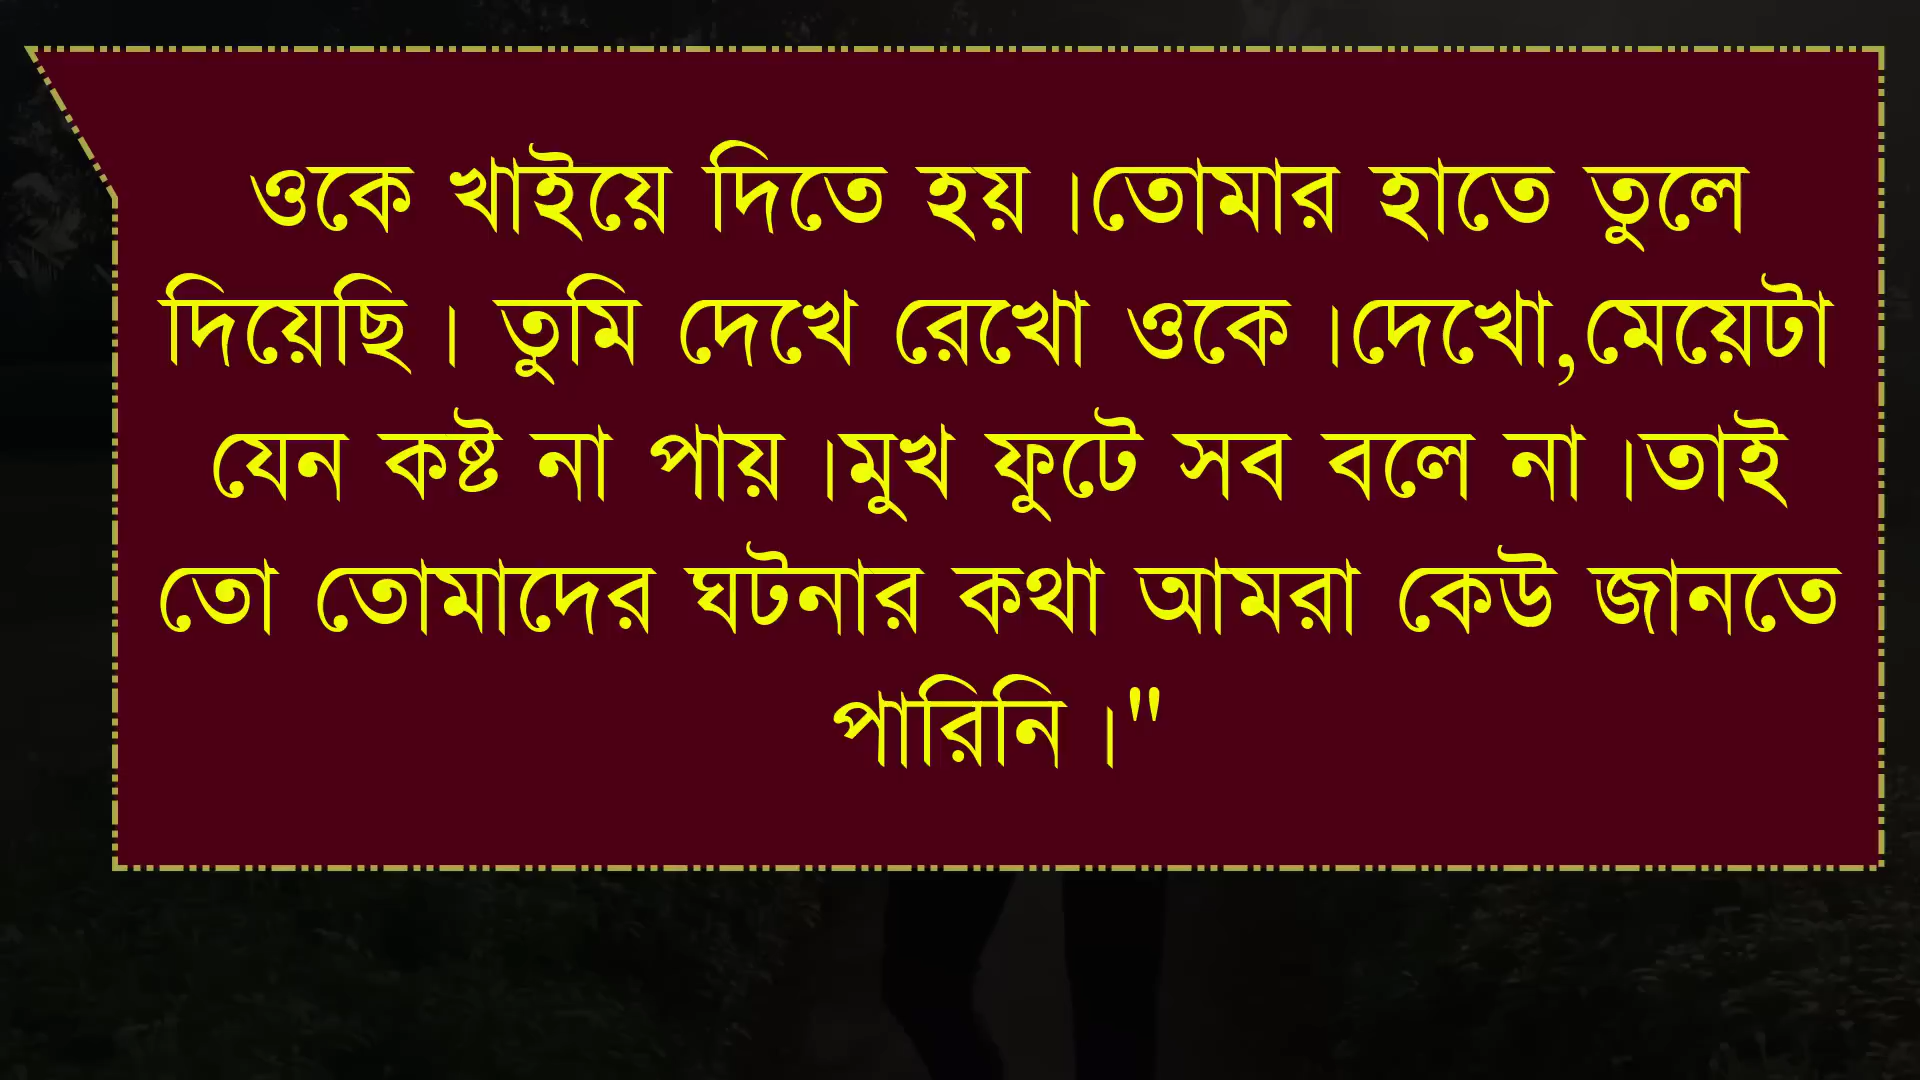 ওকে খাইয়ে দিতে হয় ।তোমার হাতে তুলে
দিয়েছি । তুমি দেখে রেখো ওকে ।দেখো,মেয়েটা
যেন কষ্ট না পায় ।মুখ ফুটে সব বলে না ।তাই
তো তোমাদের ঘটনার কথা আমরা কেউ জানতে
পারিনি ।"